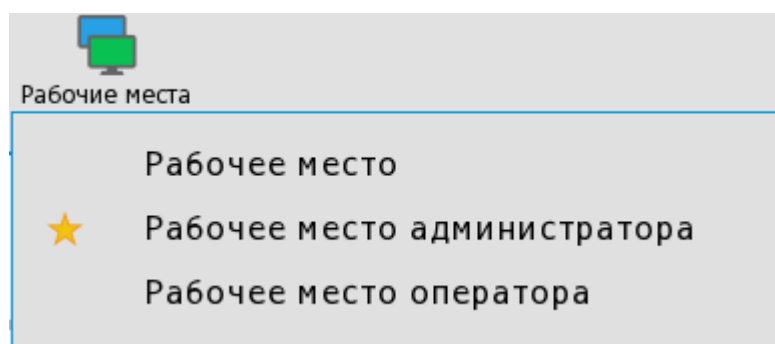 Рабочие места
Рабочее место
Рабочее место администратора
Рабочее место оператора